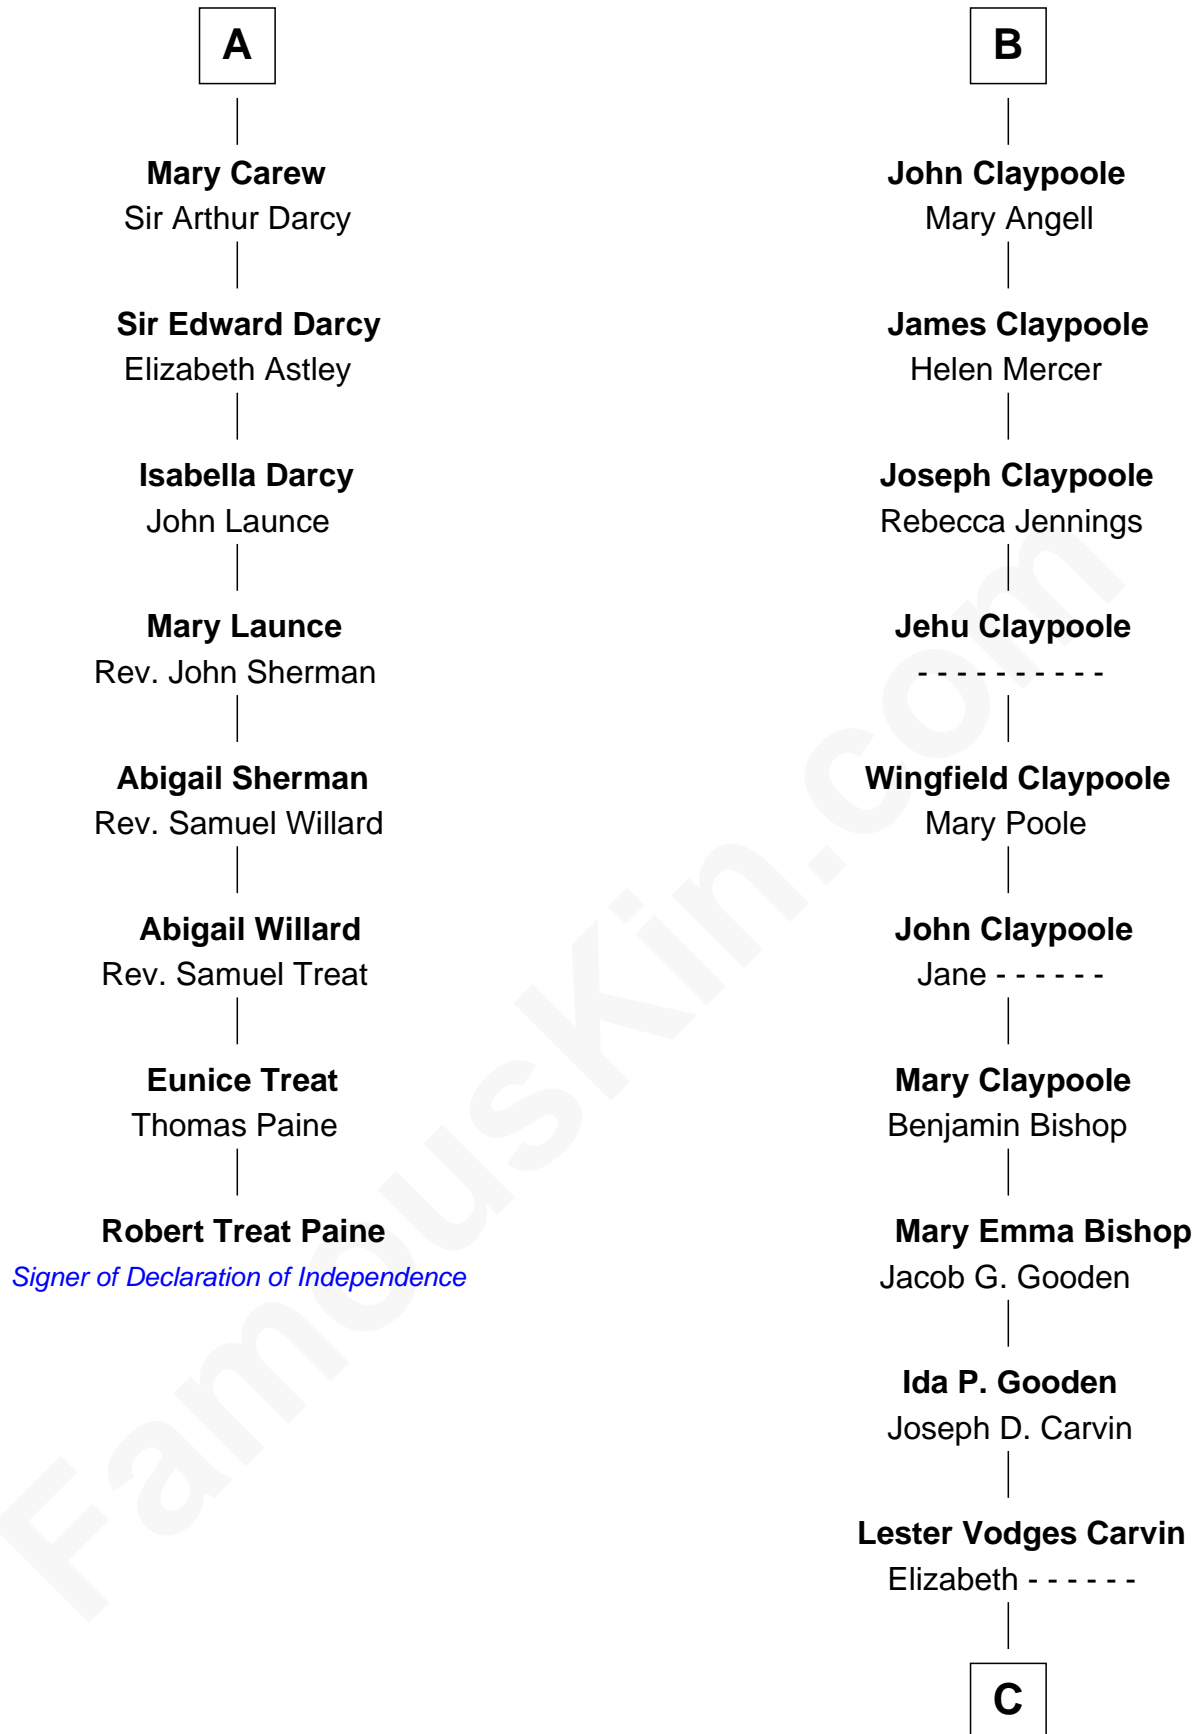 A
Mary Carew
Sir Arthur Darcy
Sir Edward Darcy
Elizabeth Astley
Isabella Darcy
John Launce
Mary Launce
Rev. John Sherman
Abigail Sherman
Rev. Samuel Willard
Abigail Willard
Rev. Samuel Treat
Eunice Treat
Thomas Paine
Robert Treat Paine
Signer of Declaration of Independence
B
John Claypoole
Mary Angell
James Claypoole
Helen Mercer
Joseph Claypoole
Rebecca Jennings
Jehu Claypoole
- - - - - - - - - -
Wingfield Claypoole
Mary Poole
John Claypoole
Jane - - - - - -
Mary Claypoole
Benjamin Bishop
Mary Emma Bishop
Jacob G. Gooden
Ida P. Gooden
Joseph D. Carvin
Lester Vodges Carvin
Elizabeth - - - - - -
C
FamousKin.com